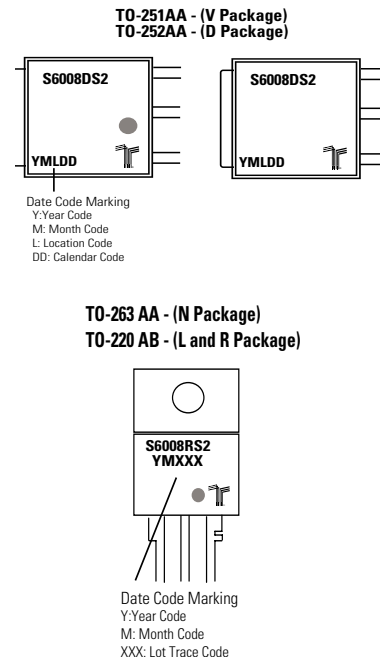 TO-251AA - (V Package)
TO-252AA - (D Package)
S6008DS2
YMLDD
S6008DS2
YMLDD
Date Code Marking
Y:Year Code
M: Month Code
L: Location Code
DD: Calendar Code
TO-263 AA - (N Package)
TO-220 AB - (L and R Package)
S6008RS2
YMXXX
Date Code Marking
Y:Year Code
M: Month Code
XXX: Lot Trace Code